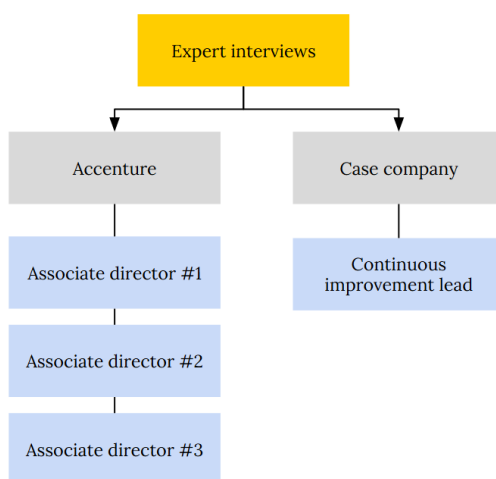 Expert interviews
Accenture
Case company
Associate director #1
Continuous
improvement lead
Associate director #2
Associate director #3